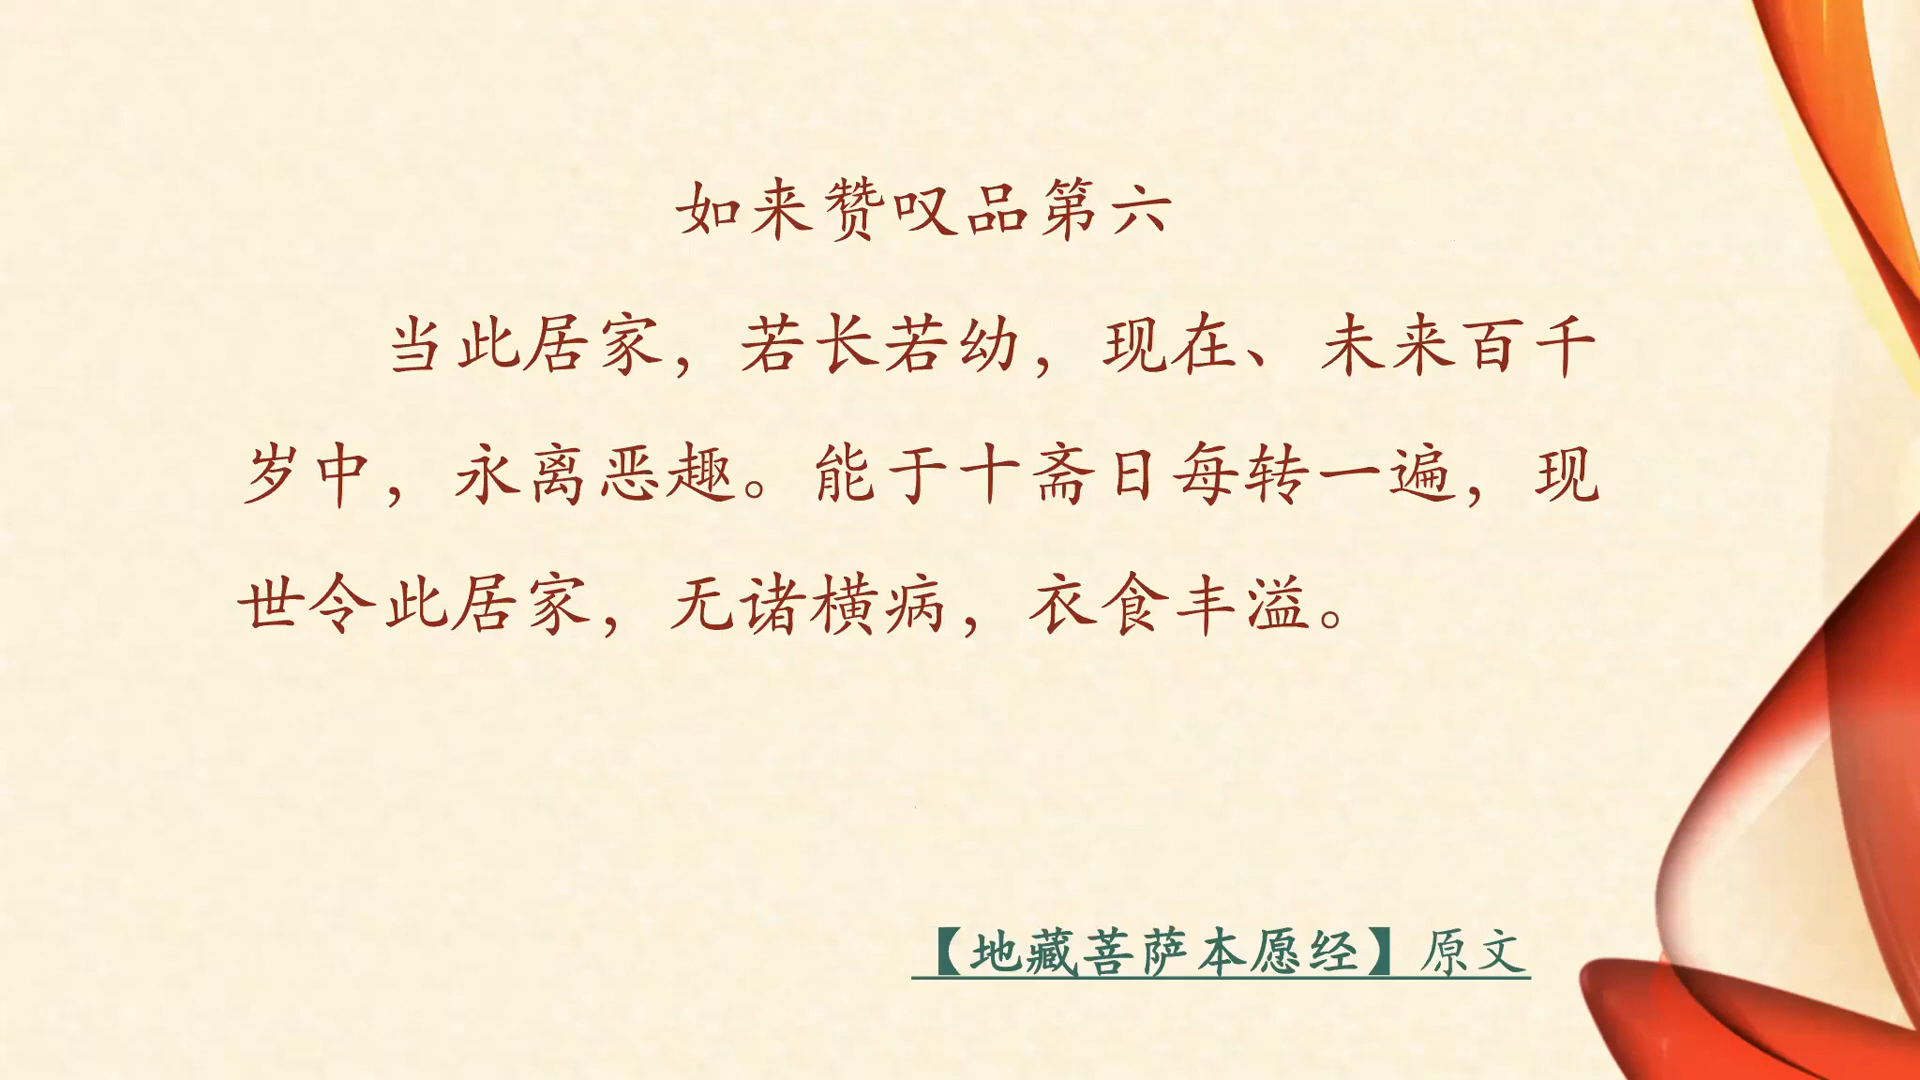 如来赞叹品第六
当此居家，若长若幼，现在、未来百千
岁中，永离恶趣。能于十斋日每转一遍，现
世令此居家，无诸横病，衣食丰溢。
【地藏菩萨本愿经】原文